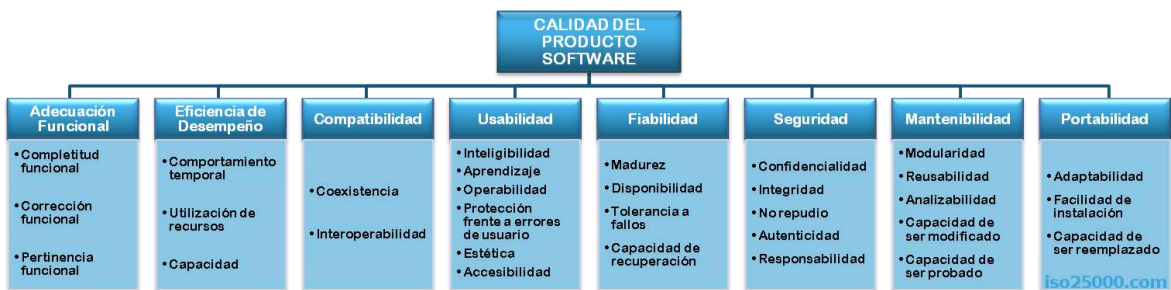 CALIDAD DEL
PRODUCTO
SOFTWARE
Adecuación
Funcional
• Completitud
funcional
• Corrección
funcional
• Pertinencia
funcional
Eficiencia de
Desempeño
• Comportamiento
temporal
• Utilización de
recursos
• Capacidad
Compatibilidad
• Coexistencia
• Interoperabilidad
Usabilidad
• Inteligibilidad
• Aprendizaje
• Operabilidad
• Protección
frente a errores
de usuario
• Estética
• Accesibilidad
Fiabilidad
• Madurez
• Disponibilidad
• Tolerancia a
fallos
• Capacidad de
recuperación
Seguridad
• Confidencialidad
• Integridad
• No repudio
• Autenticidad
• Responsabilidad
Mantenibilidad
• Modularidad
• Reusabilidad
• Analizabilidad
• Capacidad de
ser modificado
• Capacidad de
ser probado
Portabilidad
• Adaptabilidad
• Facilidad de
instalación
• Capacidad de
ser reemplazado
iso25000.com